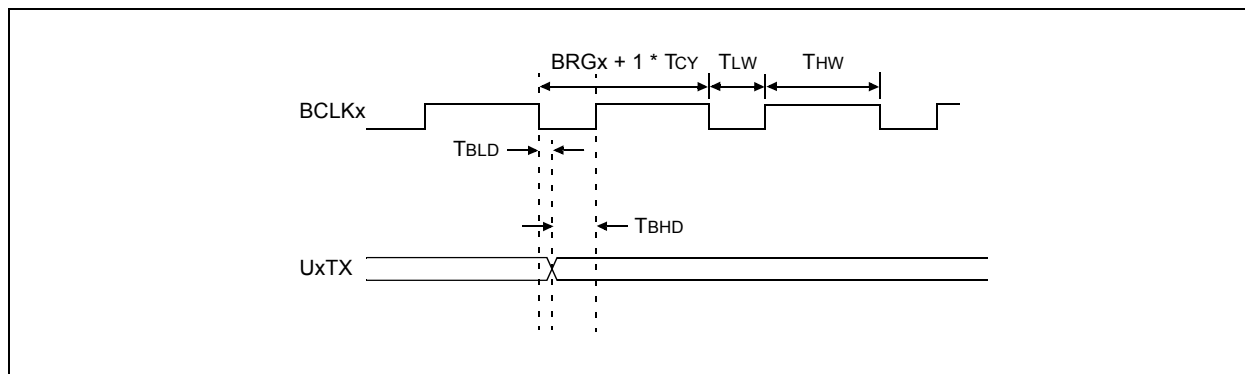 BRGx + 1 * TCY TLW THW
BCLKx
TBLD
TBHD
UxTX